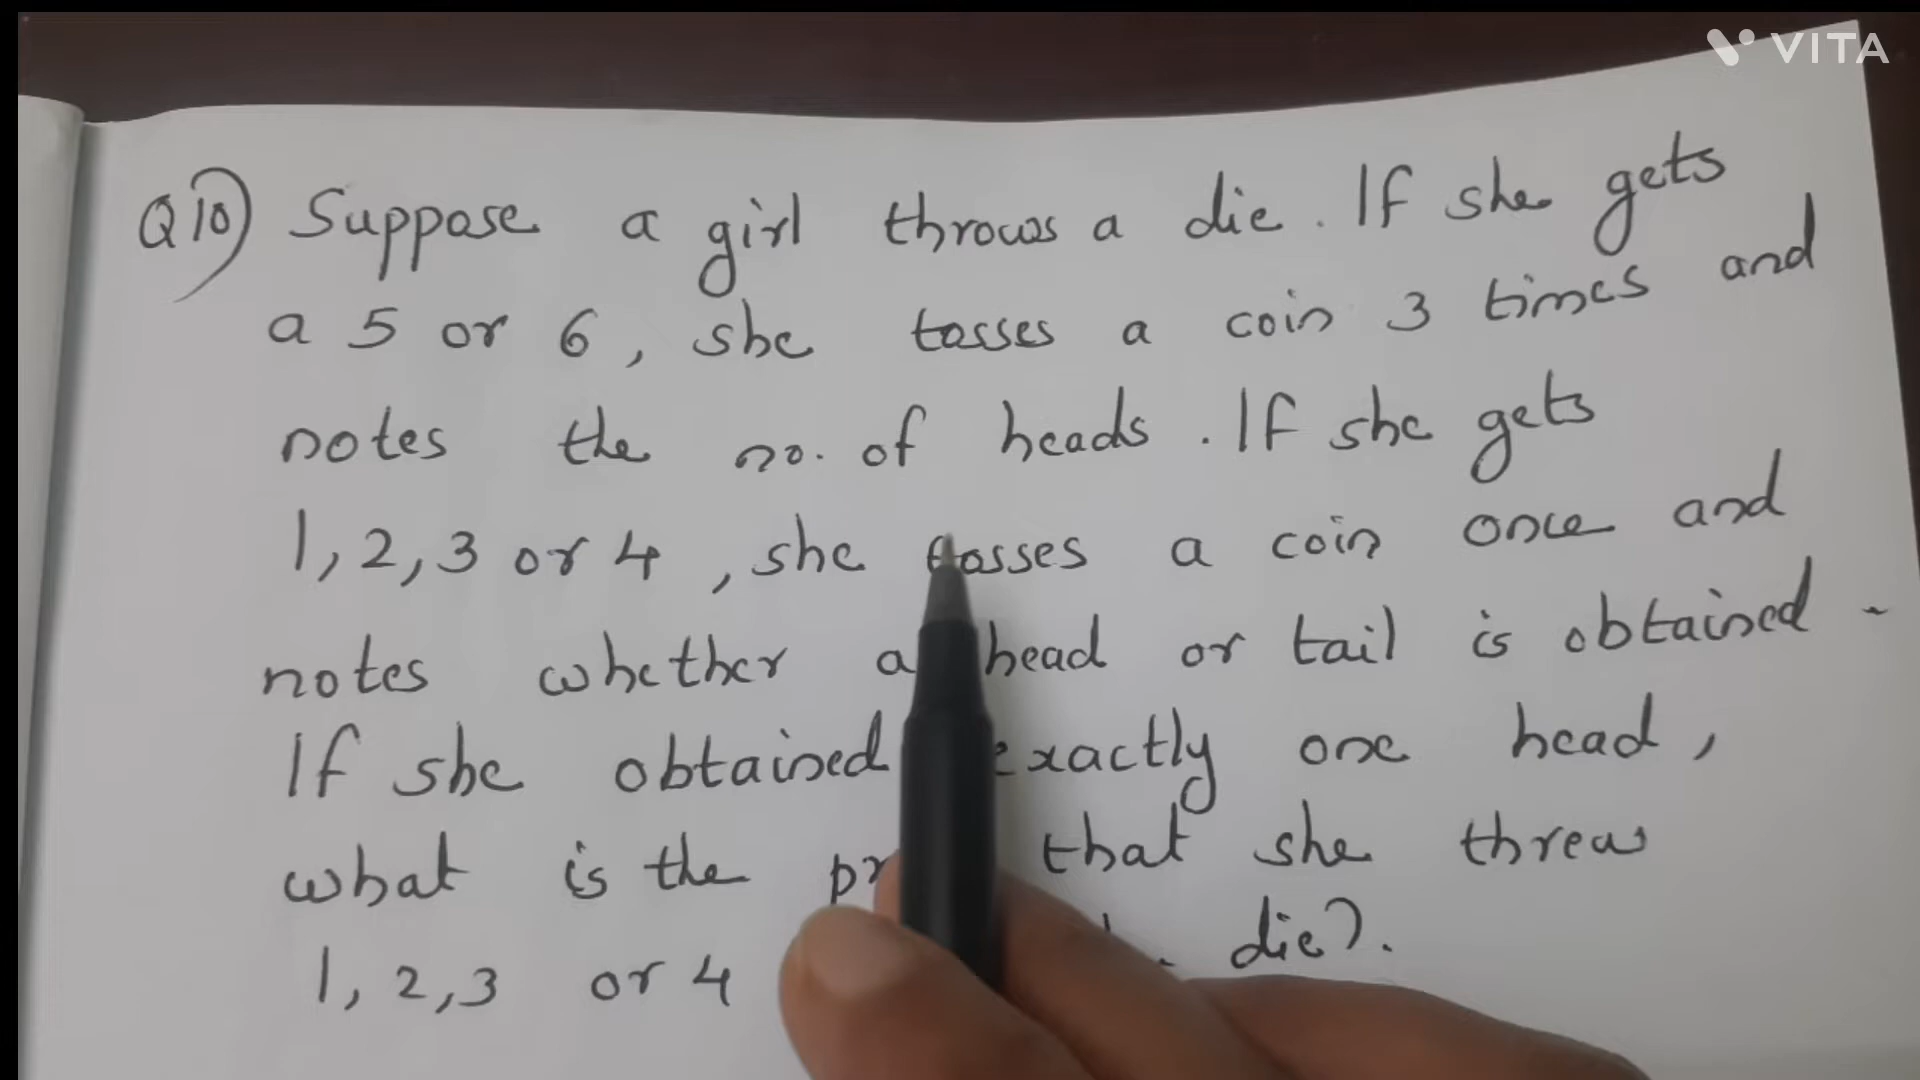 VITA
Q10) Suppose a girl throws a die. If she gets
a 5 or 6, she tosses a coin 3 times and
notes the no. of heads. If she gets
1, 2, 3 or 4, she tosses a coin once and
notes whether a head or tail is obtained.
If she obtained exactly one head,
what is the that she threw
1, 2, 3 or 4 die?.